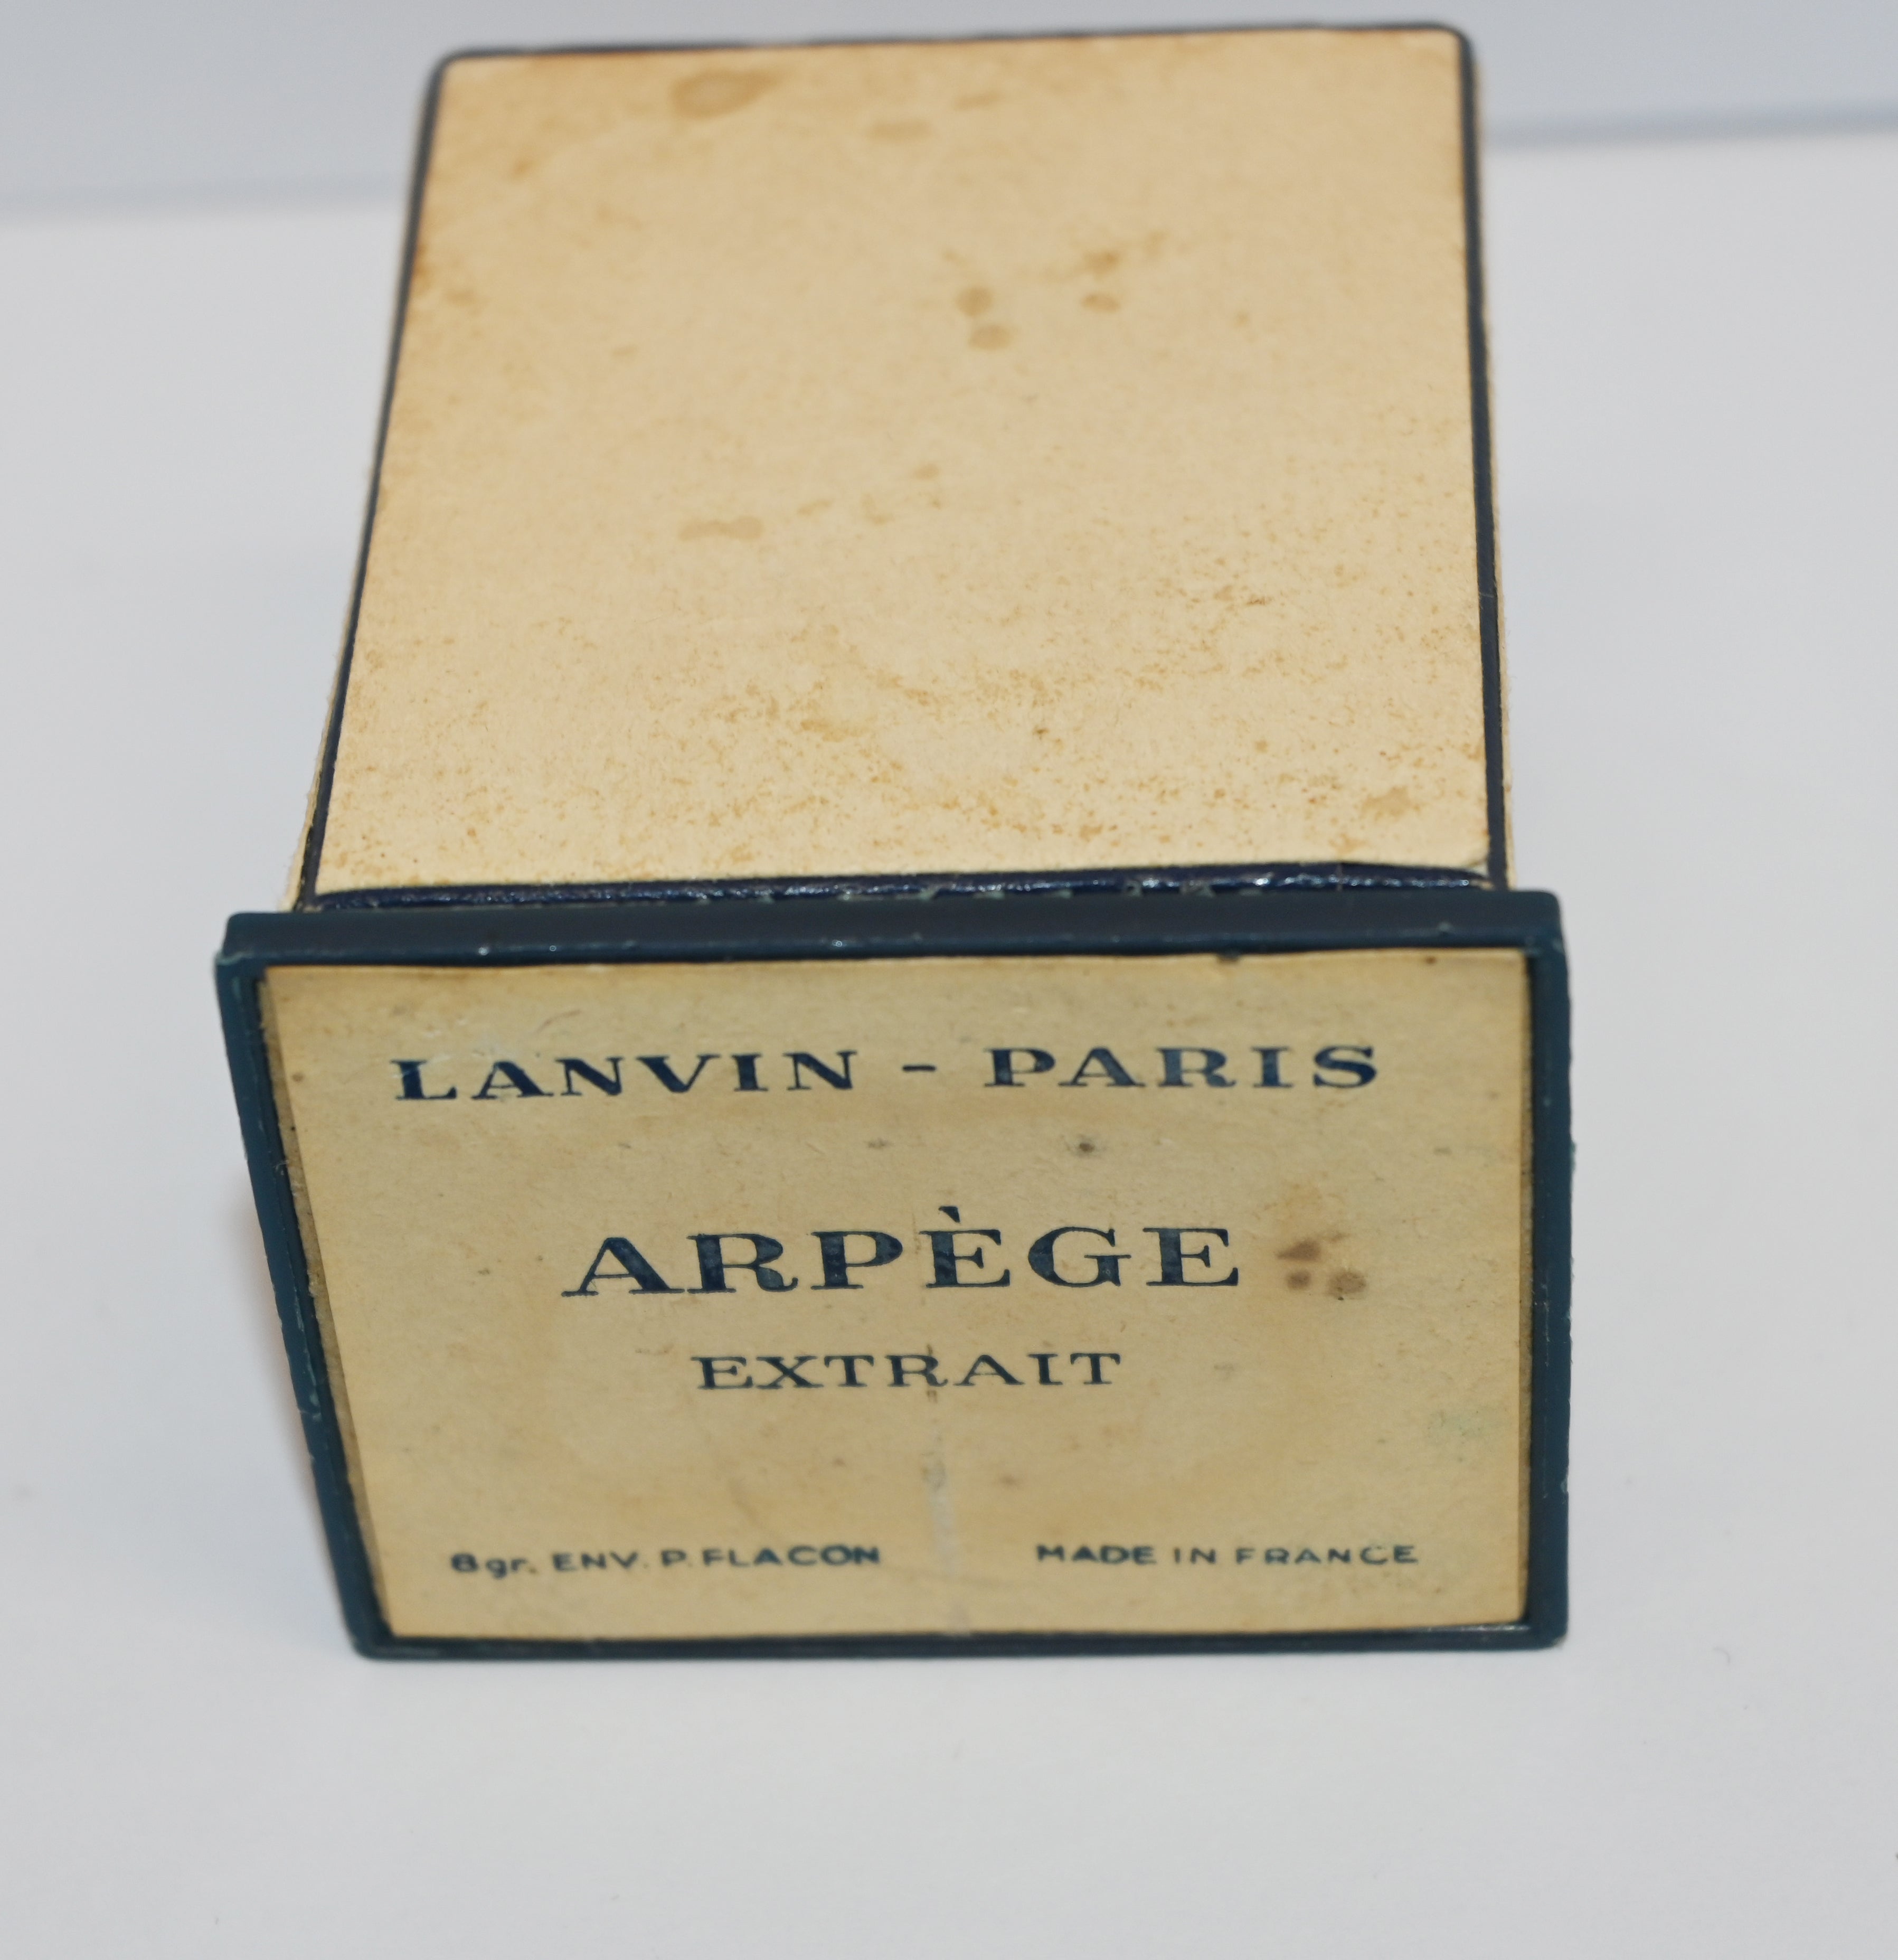 LANVIN - PARIS
ARPÈGE
EXTRAIT
8gr. ENV. P. FLACON
MADE IN FRANCE